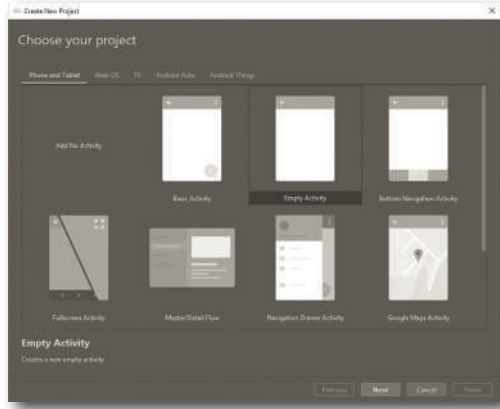 Create New Project
Choose your project
Phone and Tablet Wear OS TV Android Auto Android Things
Add No Activity
Basic Activity
Empty Activity
Bottom Navigation Activity
Fullscreen Activity
Master/Detail Flow
Navigation Drawer Activity
Google Maps Activity
Empty Activity
Creates a new empty activity
Previous Next Cancel Finish